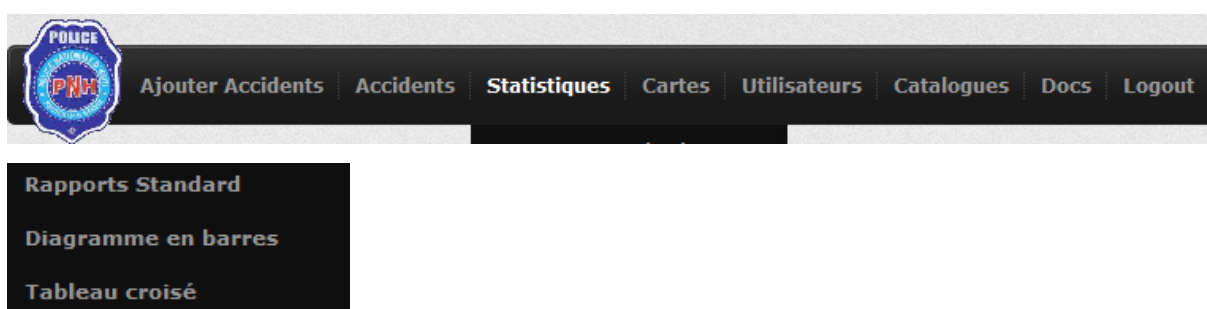 POLICE
PNH
Ajouter Accidents Accidents Statistiques Cartes Utilisateurs Catalogues Docs Logout
Rapports Standard
Diagramme en barres
Tableau croisé